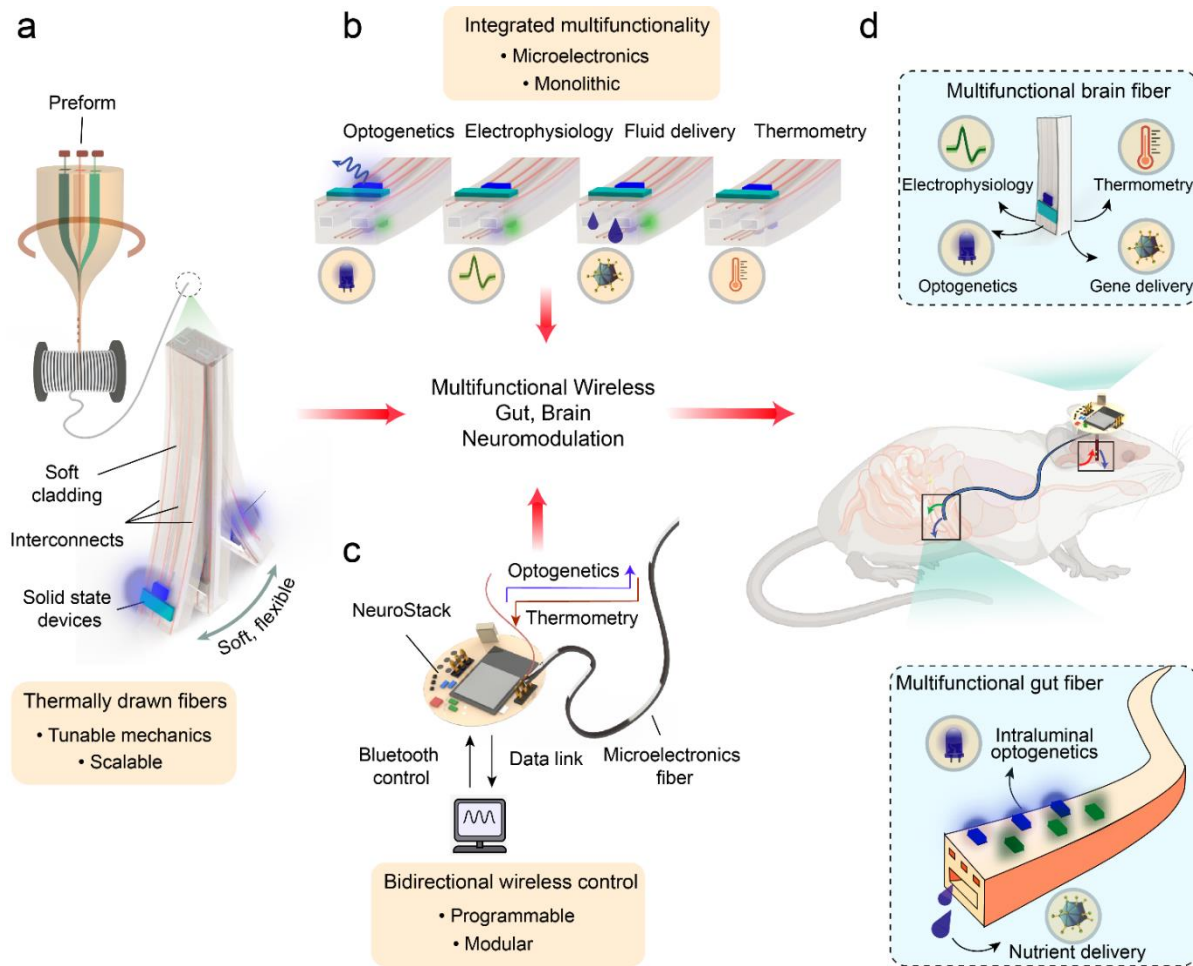 a
Preform
Soft
cladding
Interconnects
Solid state
devices
Soft, flexible
Thermally drawn fibers
• Tunable mechanics
• Scalable
b
Integrated multifunctionality
• Microelectronics
• Monolithic
Optogenetics
Electrophysiology
Fluid delivery
Thermometry
Multifunctional Wireless
Gut, Brain
Neuromodulation
c
Optogenetics
Thermometry
NeuroStack
Bluetooth
control
Data link
Microelectronics
fiber
Bidirectional wireless control
• Programmable
• Modular
d
Multifunctional brain fiber
Electrophysiology
Thermometry
Optogenetics
Gene delivery
Multifunctional gut fiber
Intraluminal
optogenetics
Nutrient delivery